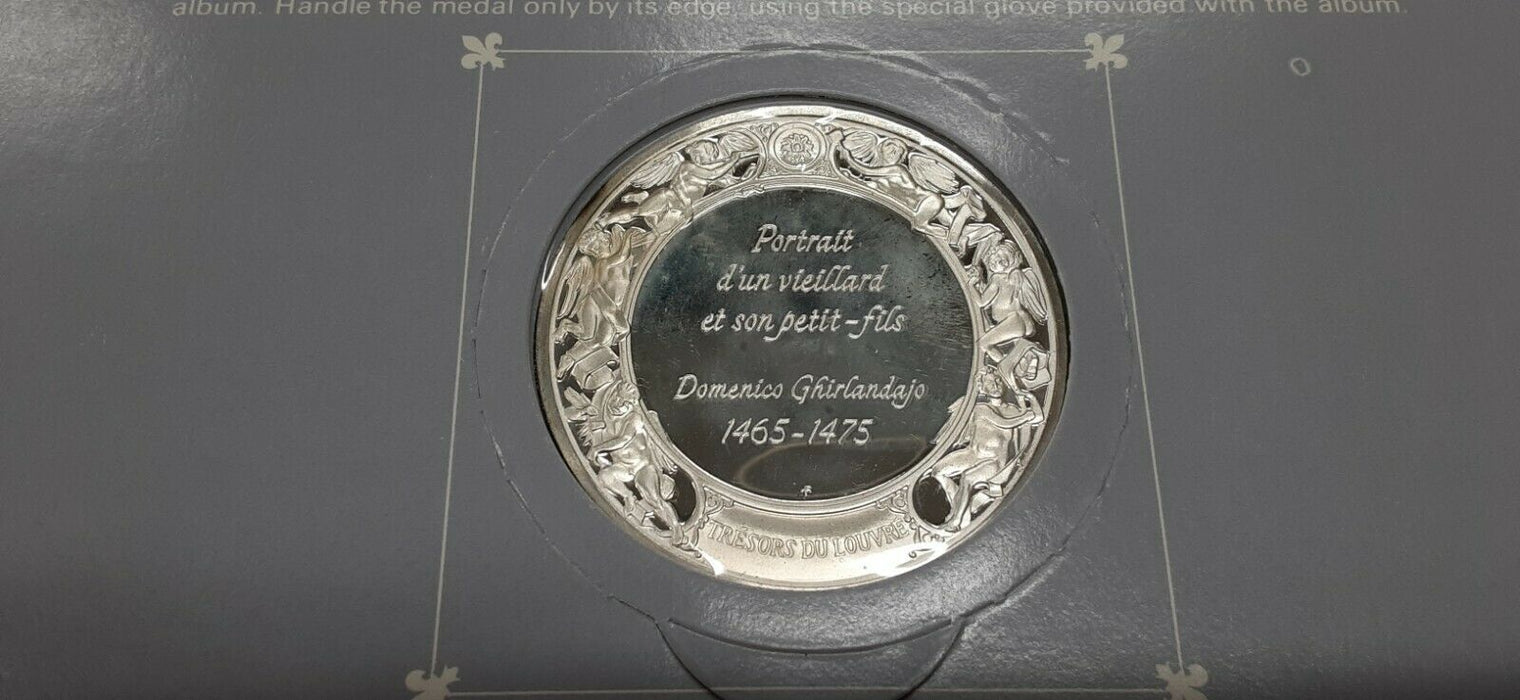 album. Handle the medal only by its edge, using the special glove provided with the album.
Portrait
d'un vieillard
et son petit-fils
Domenico Ghirlandajo
1465-1475
TRÉSORS DU LOUVRE